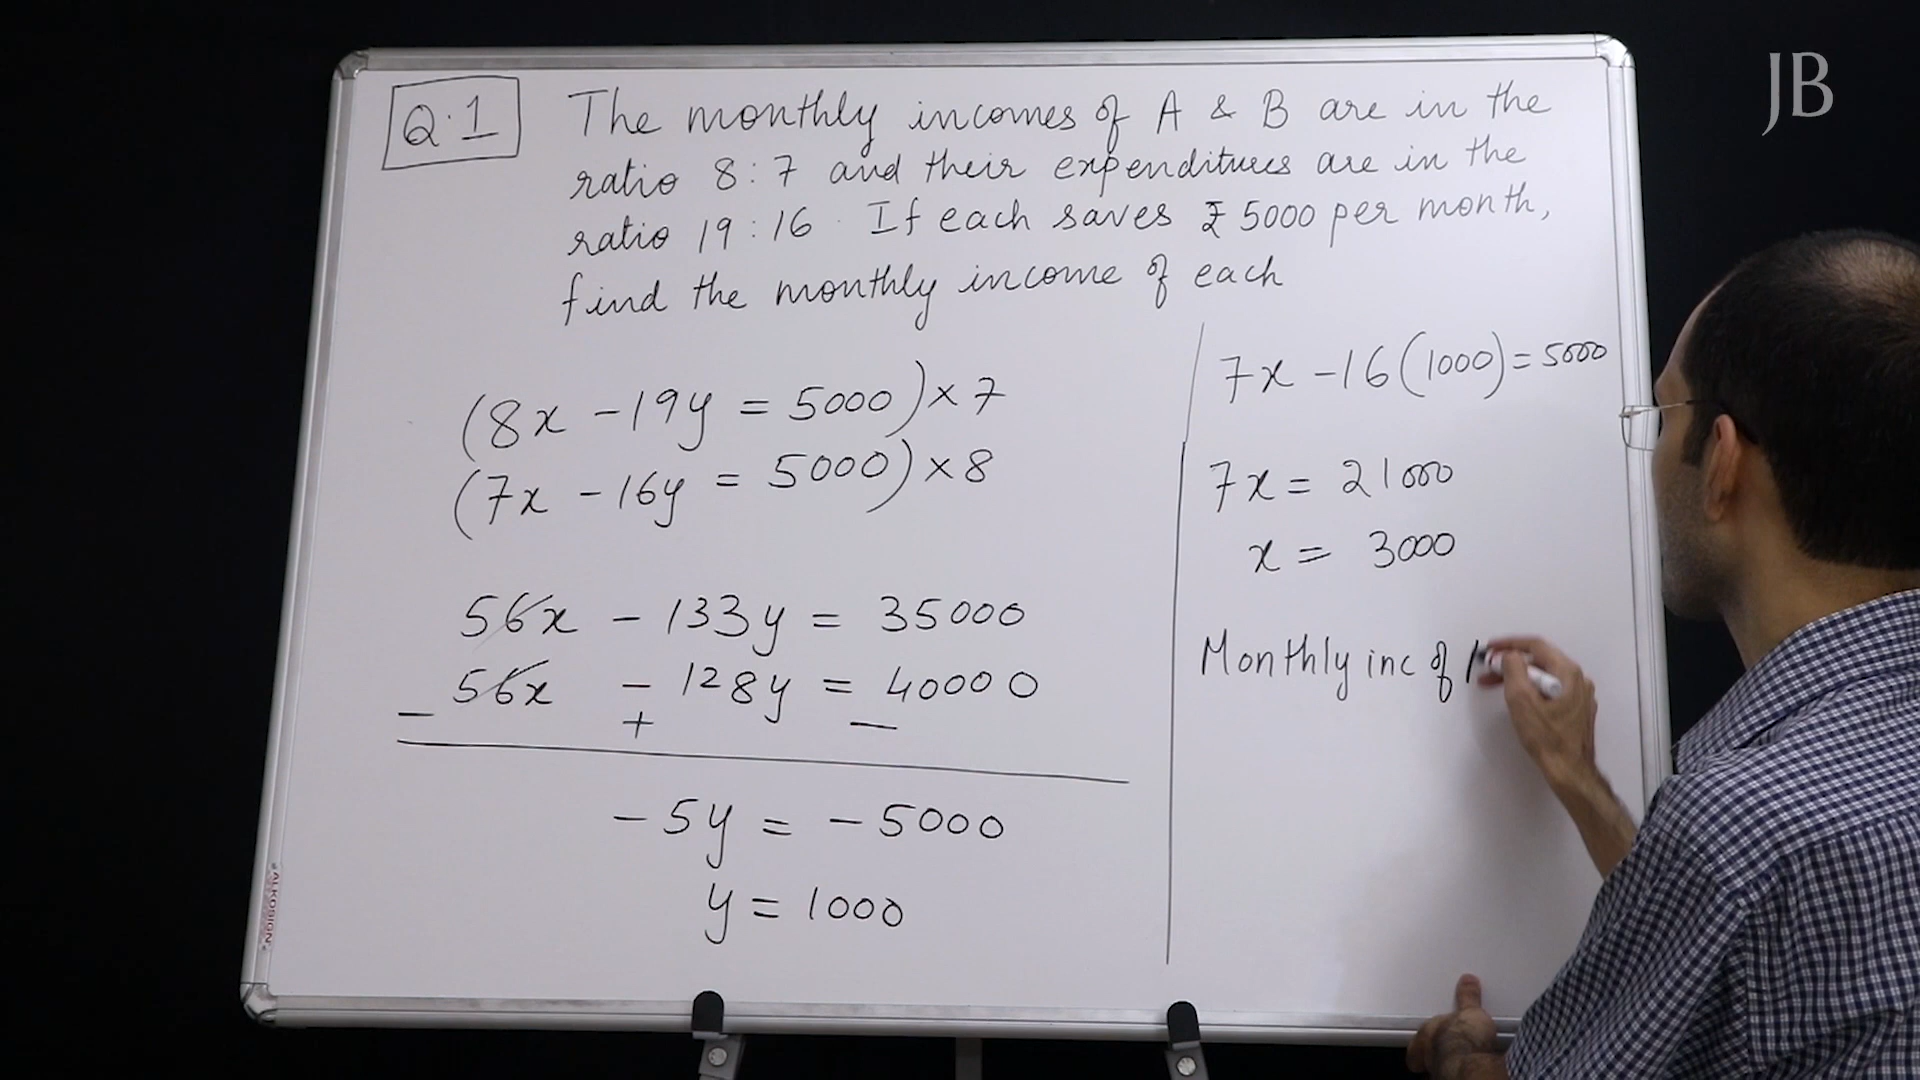 JB
Q.1
The monthly incomes of A & B are in the
ratio 8:7 and their expenditures are in the
ratio 19:16. If each saves ₹5000 per month,
find the monthly income of each
(8x - 19y = 5000) × 7
(7x - 16y = 5000) × 8
56x - 133y = 35000
56x - 128y = 40000
- + -
-5y = -5000
y = 1000
7x - 16(1000) = 5000
7x = 21000
x = 3000
Monthly inc of
ALKOSIGN